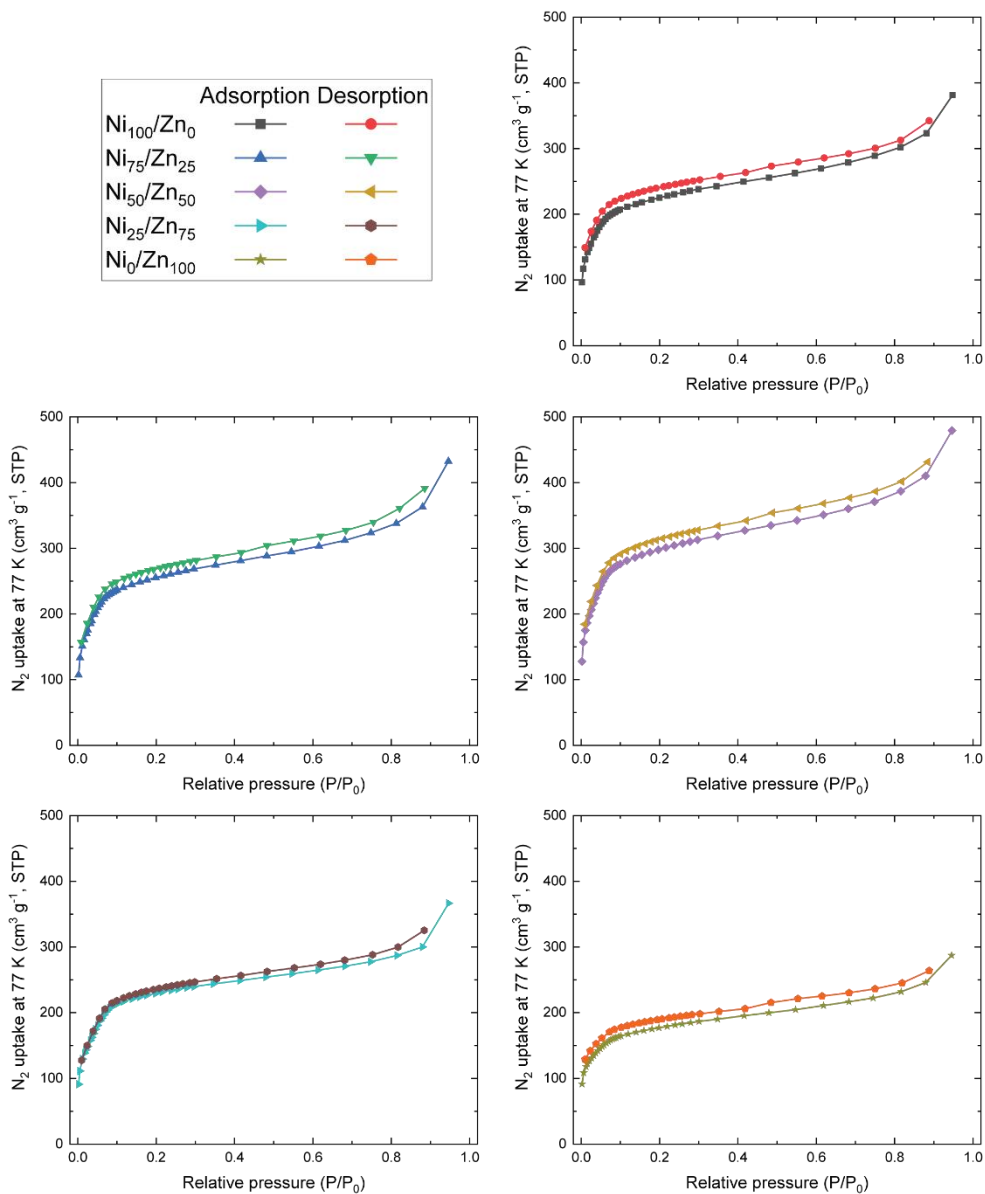 Adsorption Desorption
Ni100/Zn0
Ni75/Zn25
Ni50/Zn50
Ni25/Zn75
Ni0/Zn100
500
400
300
200
100
0
N2 uptake at 77 K (cm3 g-1, STP)
0.0 0.2 0.4 0.6 0.8 1.0
Relative pressure (P/P0)
500
400
300
200
100
0
N2 uptake at 77 K (cm3 g-1, STP)
0.0 0.2 0.4 0.6 0.8 1.0
Relative pressure (P/P0)
500
400
300
200
100
0
N2 uptake at 77 K (cm3 g-1, STP)
0.0 0.2 0.4 0.6 0.8 1.0
Relative pressure (P/P0)
500
400
300
200
100
0
N2 uptake at 77 K (cm3 g-1, STP)
0.0 0.2 0.4 0.6 0.8 1.0
Relative pressure (P/P0)
500
400
300
200
100
0
N2 uptake at 77 K (cm3 g-1, STP)
0.0 0.2 0.4 0.6 0.8 1.0
Relative pressure (P/P0)